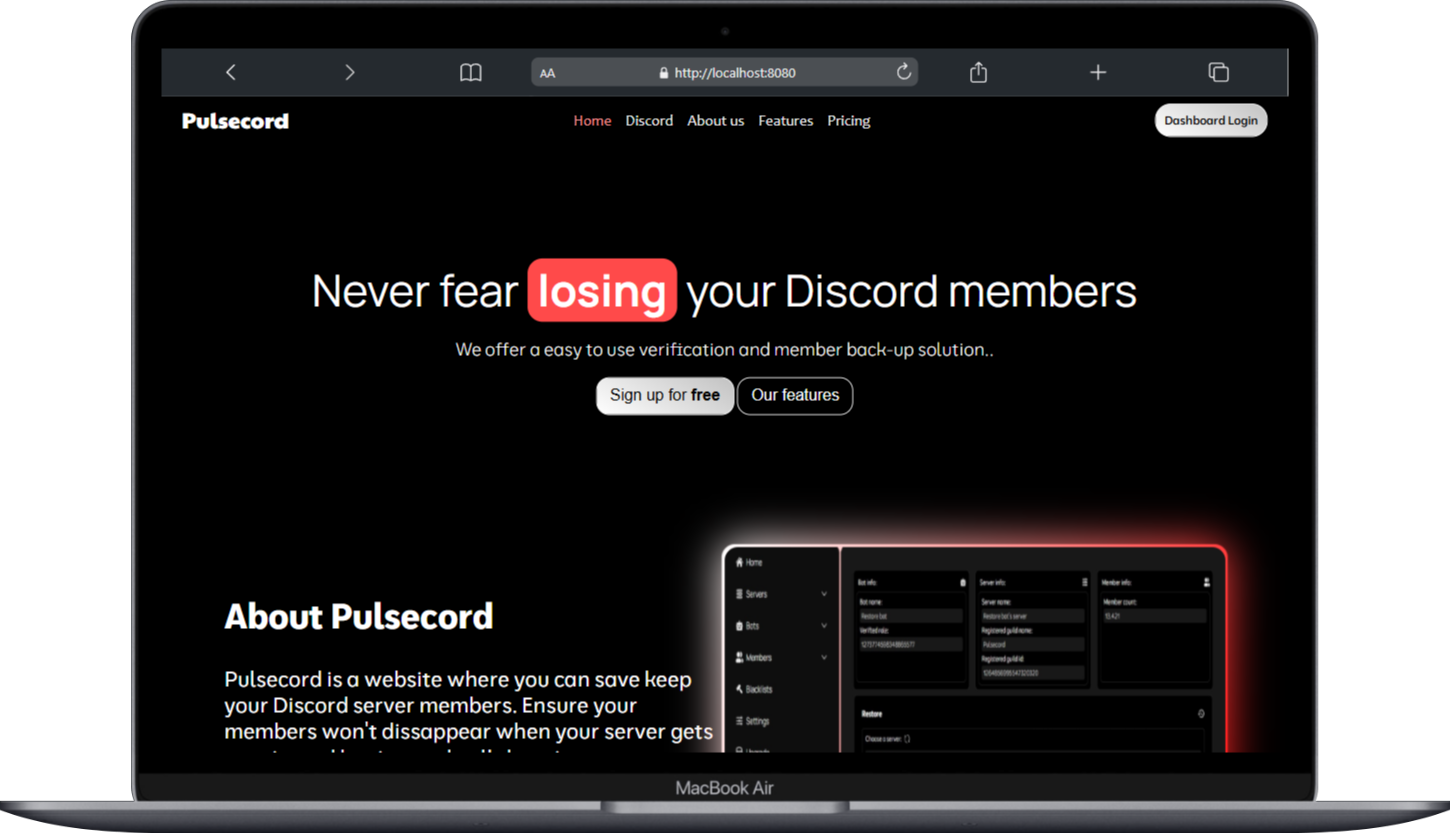 AA
http://localhost:8080
Pulsecord
Home Discord About us Features Pricing
Dashboard Login
Never fear losing your Discord members
We offer a easy to use verification and member back-up solution..
Sign up for free
Our features
About Pulsecord
Pulsecord is a website where you can save keep
your Discord server members. Ensure your
members won't dissappear when your server gets
Home
Servers
Bots
Members
Blacklists
Settings
Bot info:
Bot name:
Restore bot
Verified role:
Server info:
Server name:
Restore bot's server
Registered guild name:
Pulsecord
Registered guild id:
Member info:
Member count:
10,421
Restore
Choose a server:
MacBook Air